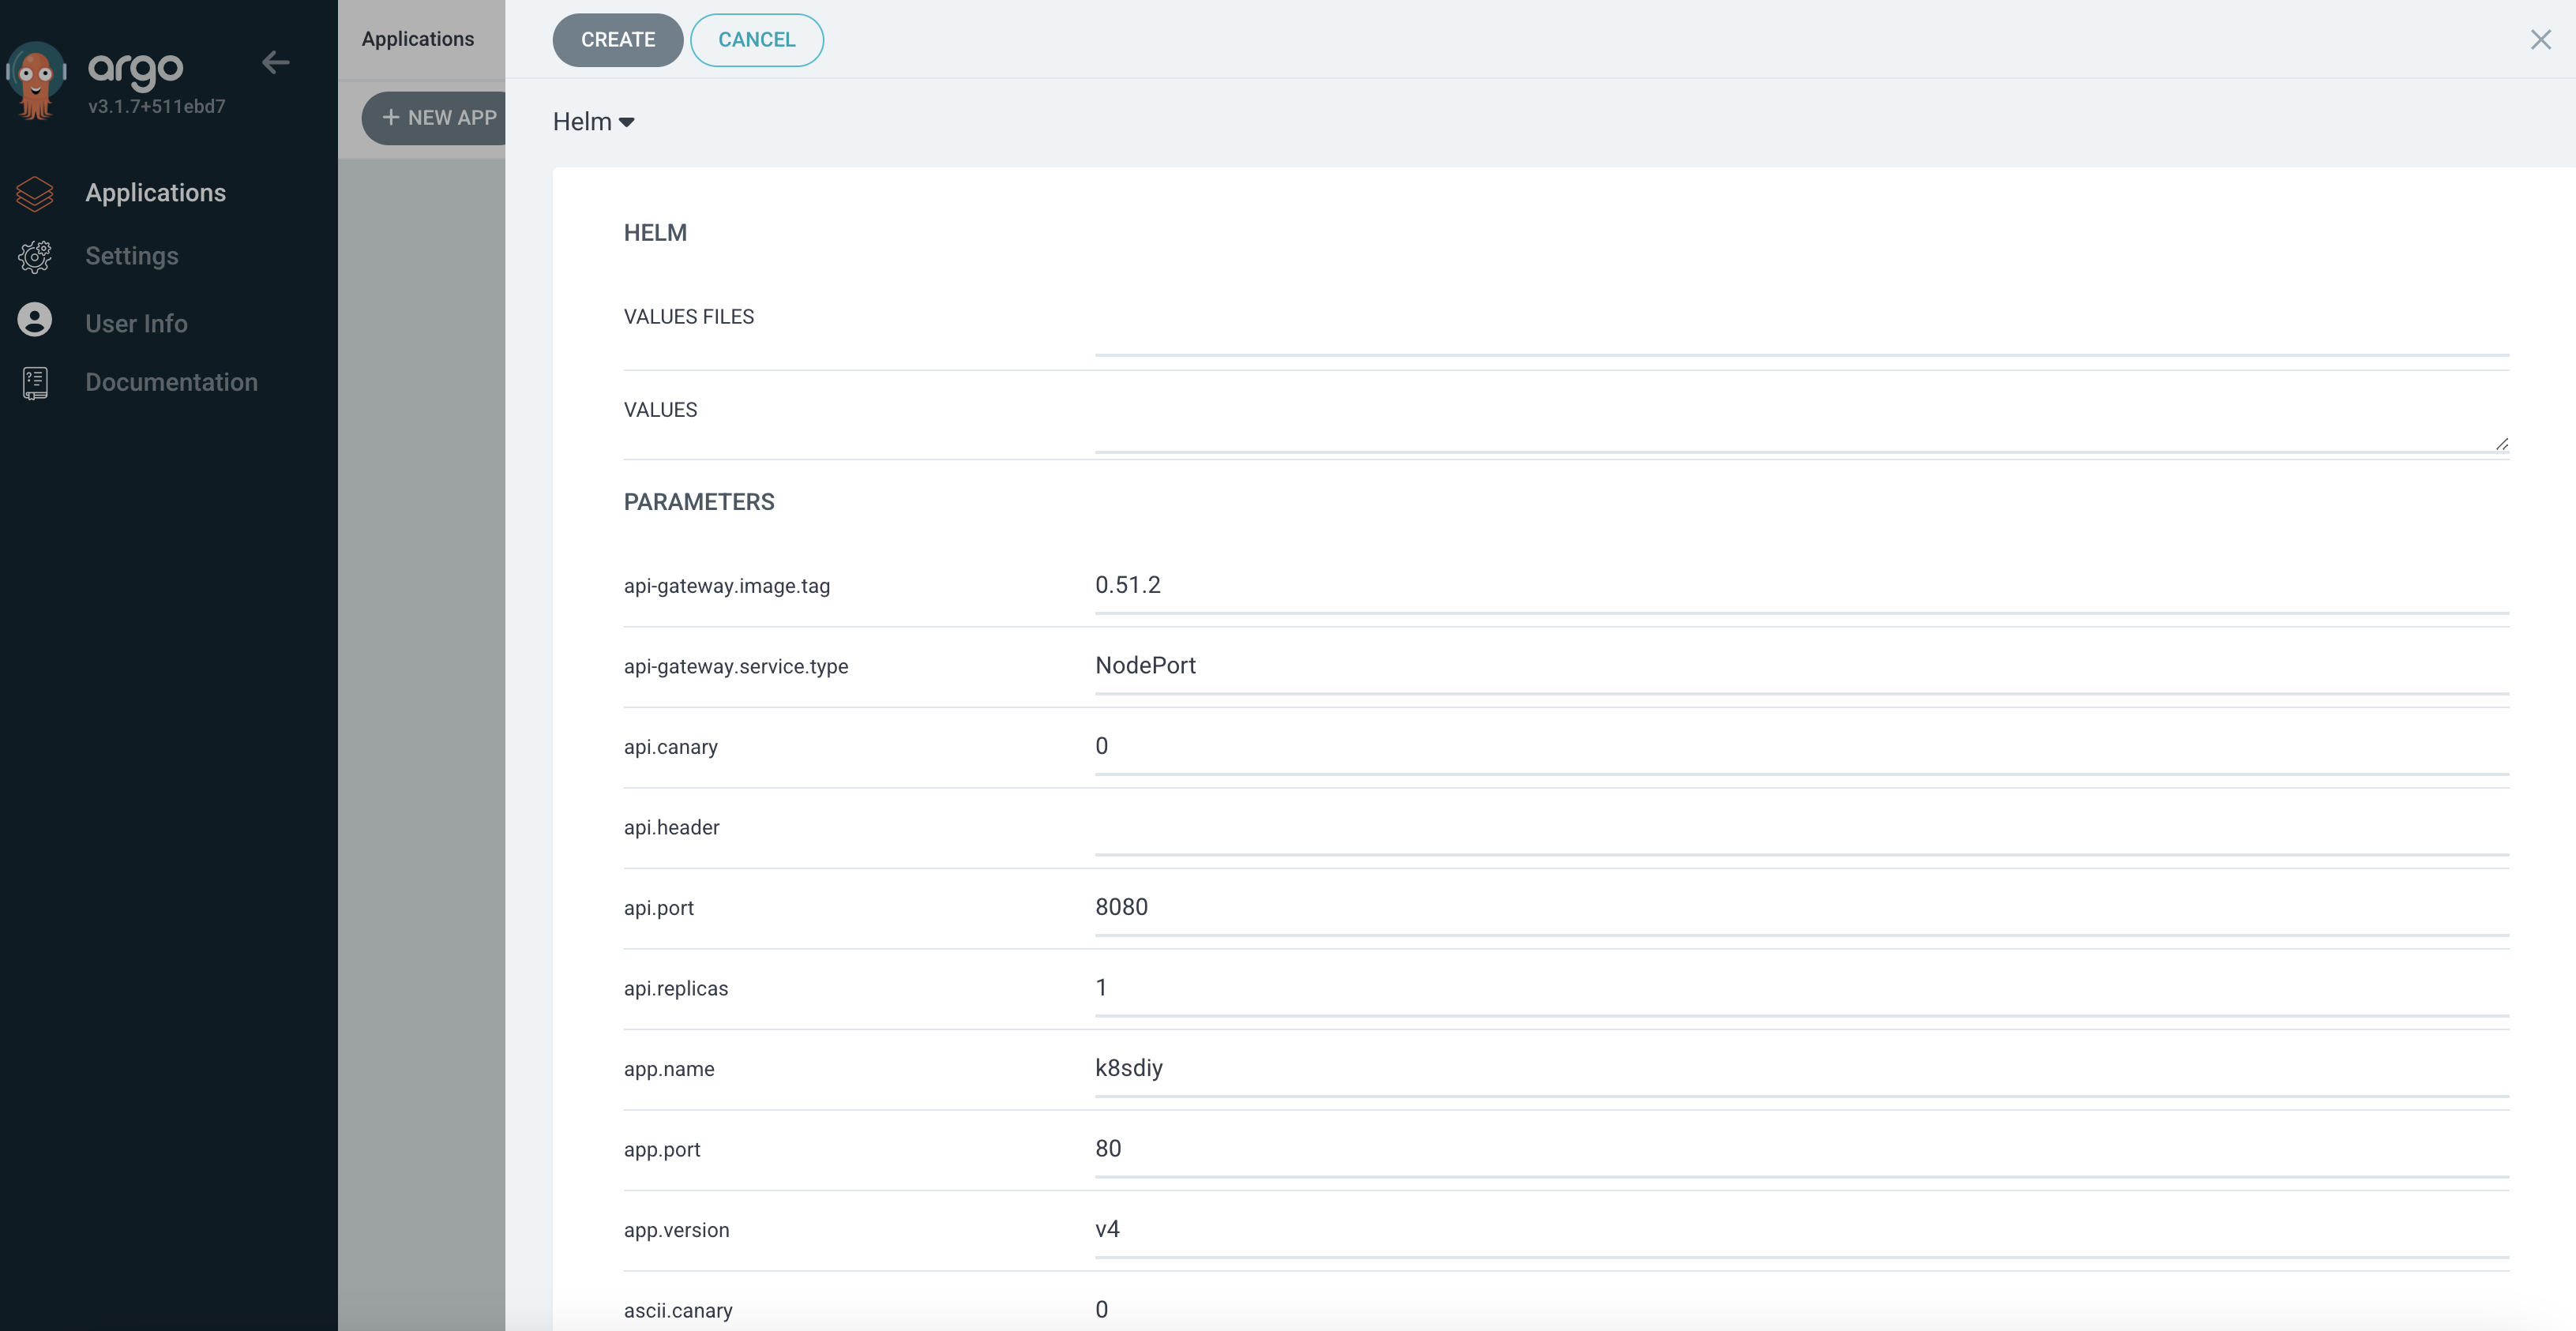 argo
v3.1.7+511ebd7
Applications
Settings
User Info
Documentation
Applications
+ NEW APP
CREATE CANCEL
Helm
HELM
VALUES FILES
VALUES
PARAMETERS
api-gateway.image.tag 0.51.2
api-gateway.service.type NodePort
api.canary 0
api.header
api.port 8080
api.replicas 1
app.name k8sdiy
app.port 80
app.version v4
ascii.canary 0